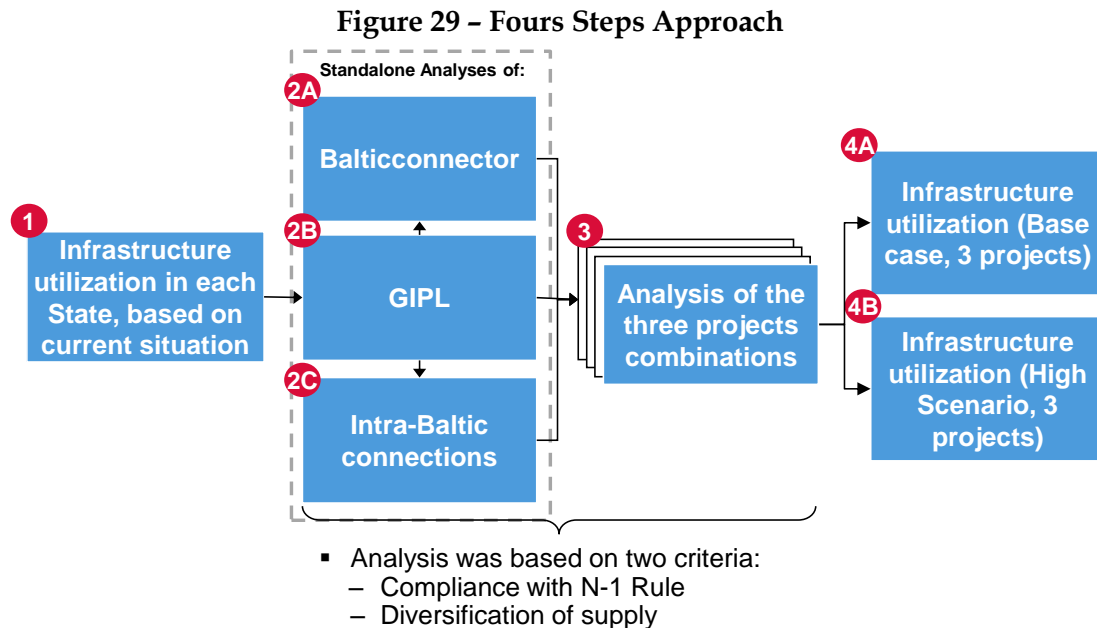 Figure 29 – Fours Steps Approach
Standalone Analyses of:
2A
Balticconnector
1
Infrastructure
utilization in each
State, based on
current situation
2B
GIPL
2C
Intra-Baltic
connections
3
Analysis of the
three projects
combinations
4A
Infrastructure
utilization (Base
case, 3 projects)
4B
Infrastructure
utilization (High
Scenario, 3
projects)
▪ Analysis was based on two criteria:
– Compliance with N-1 Rule
– Diversification of supply